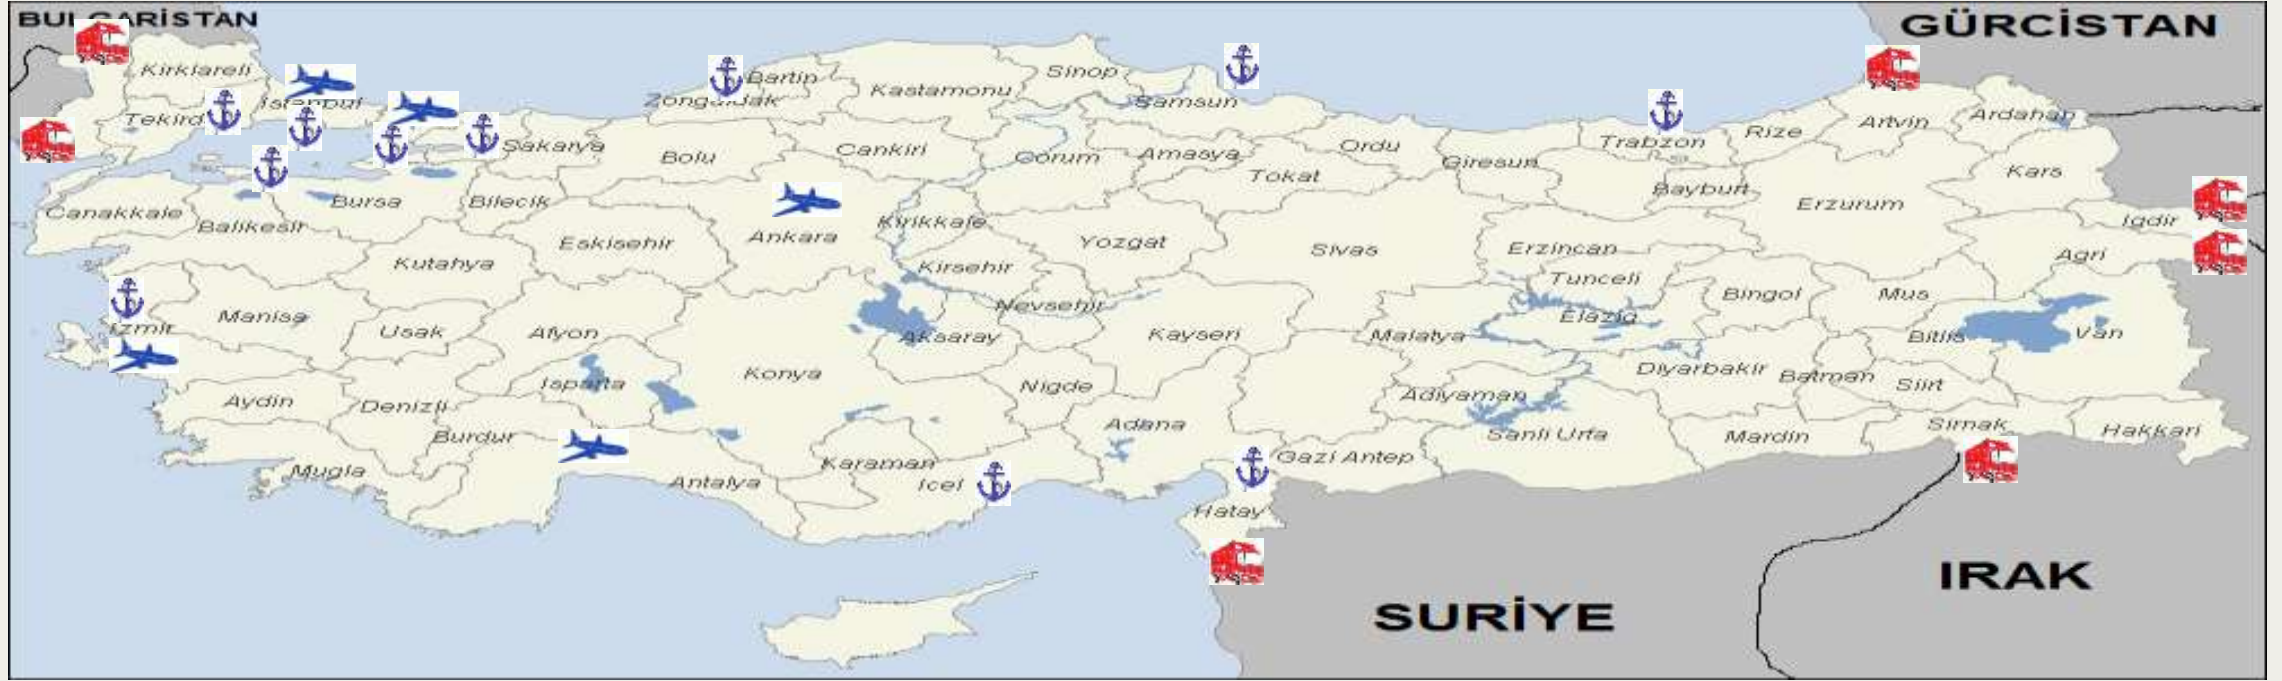 BULGARİSTAN
GÜRCİSTAN
Kirklareli
Istanbul
Tekird
Zonguldak
Bartin
Kastamonu
Sinop
Samsun
Sakarya
Bolu
Cankiri
Corum
Amasya
Ordu
Giresun
Trabzon
Rize
Artvin
Ardahan
Tokat
Bayburt
Kars
Canakkale
Balikesir
Bursa
Bilecik
Eskisehir
Ankara
Kirikkale
Yozgat
Sivas
Erzincan
Erzurum
Igdir
Agri
Kutahya
Kirsehir
Tunceli
Bingol
Mus
Izmir
Manisa
Usak
Afyon
Nevsehir
Aksaray
Kayseri
Malatya
Elazig
Bitlis
Van
Isparta
Konya
Nigde
Adiyaman
Diyarbakir
Batman
Siirt
Aydin
Denizli
Burdur
Adana
Sanli Urfa
Mardin
Sirnak
Hakkari
Mugla
Antalya
Karaman
Icel
Gazi Antep
Hatay
SURİYE
IRAK